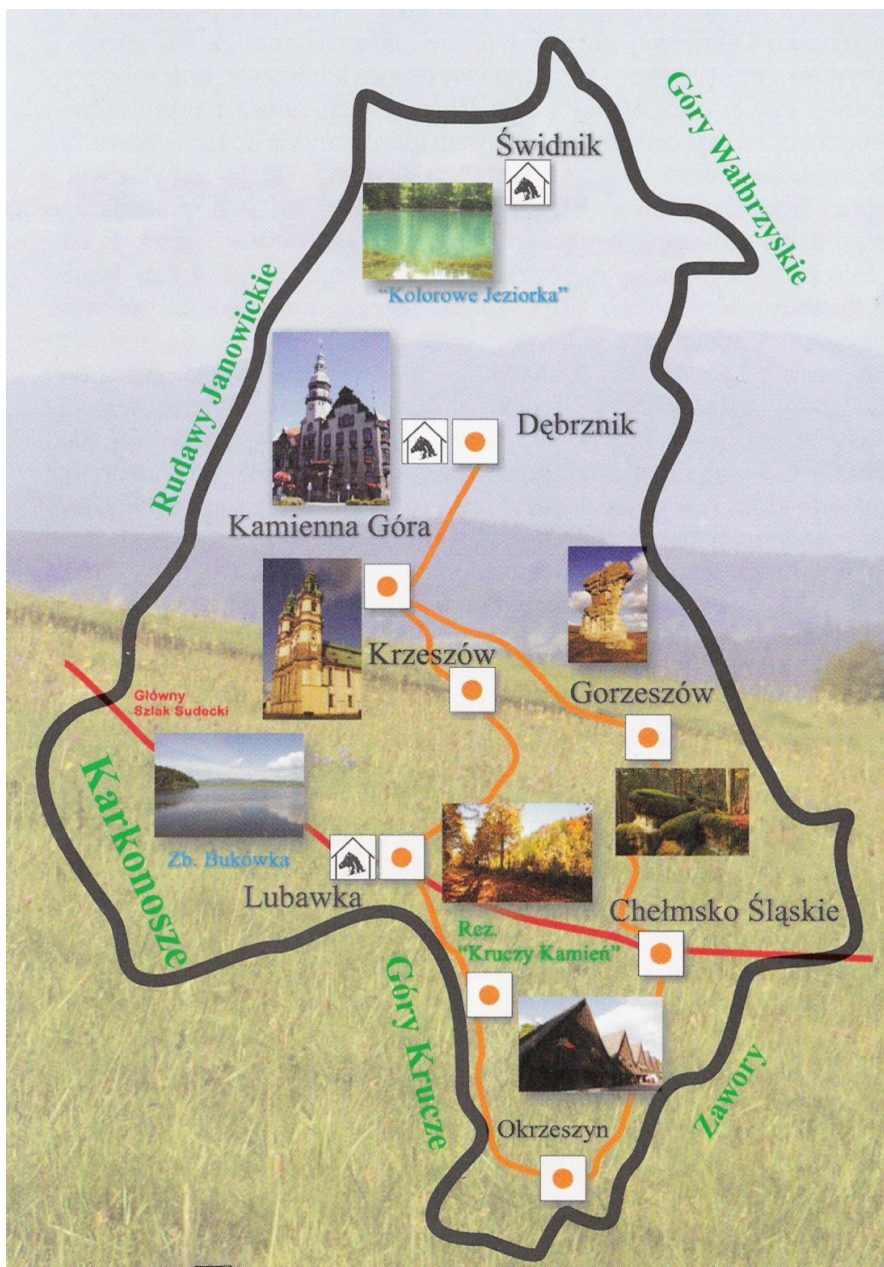 Góry Wałbrzyskie
Świdnik
"Kolorowe Jeziorka"
Rudawy Janowickie
Dębrznik
Kamienna Góra
Krzeszów
Gorzeszów
Główny
Szlak Sudecki
Karkonosze
Zb. Bukówka
Lubawka
Chełmsko Śląskie
Rez.
"Kruczy Kamień"
Góry Krucze
Zawory
Okrzeszyn